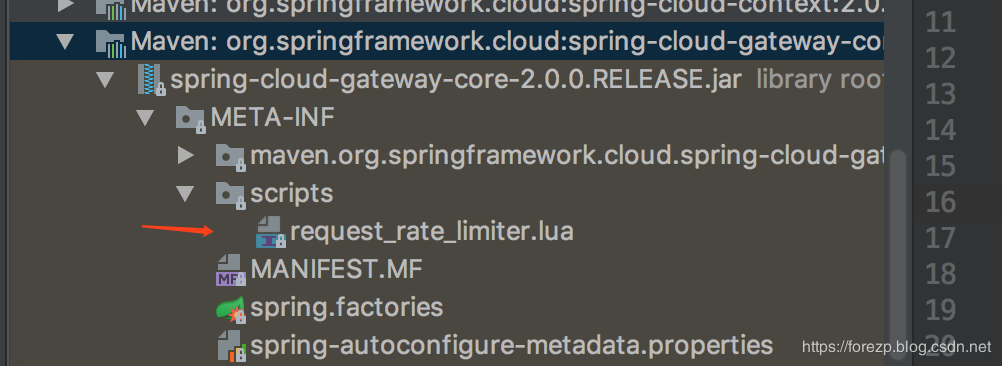 Maven: org.springframework.cloud:spring-cloud-context:2.0.
Maven: org.springframework.cloud:spring-cloud-gateway-co
spring-cloud-gateway-core-2.0.0.RELEASE.jar library roo
META-INF
maven.org.springframework.cloud.spring-cloud-gat
scripts
request_rate_limiter.lua
MF MANIFEST.MF
spring.factories
spring-autoconfigure-metadata.properties
11
12
13
14
15
16
17
18
19
20
https://forezp.blog.csdn.net